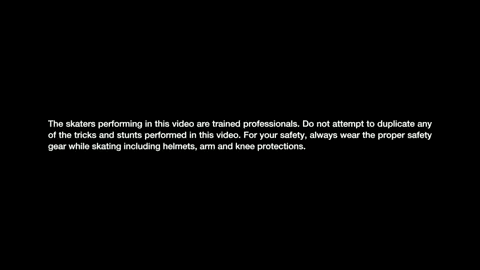 The skaters performing in this video are trained professionals. Do not attempt to duplicate any
of the tricks and stunts performed in this video. For your safety, always wear the proper safety
gear while skating including helmets, arm and knee protections.